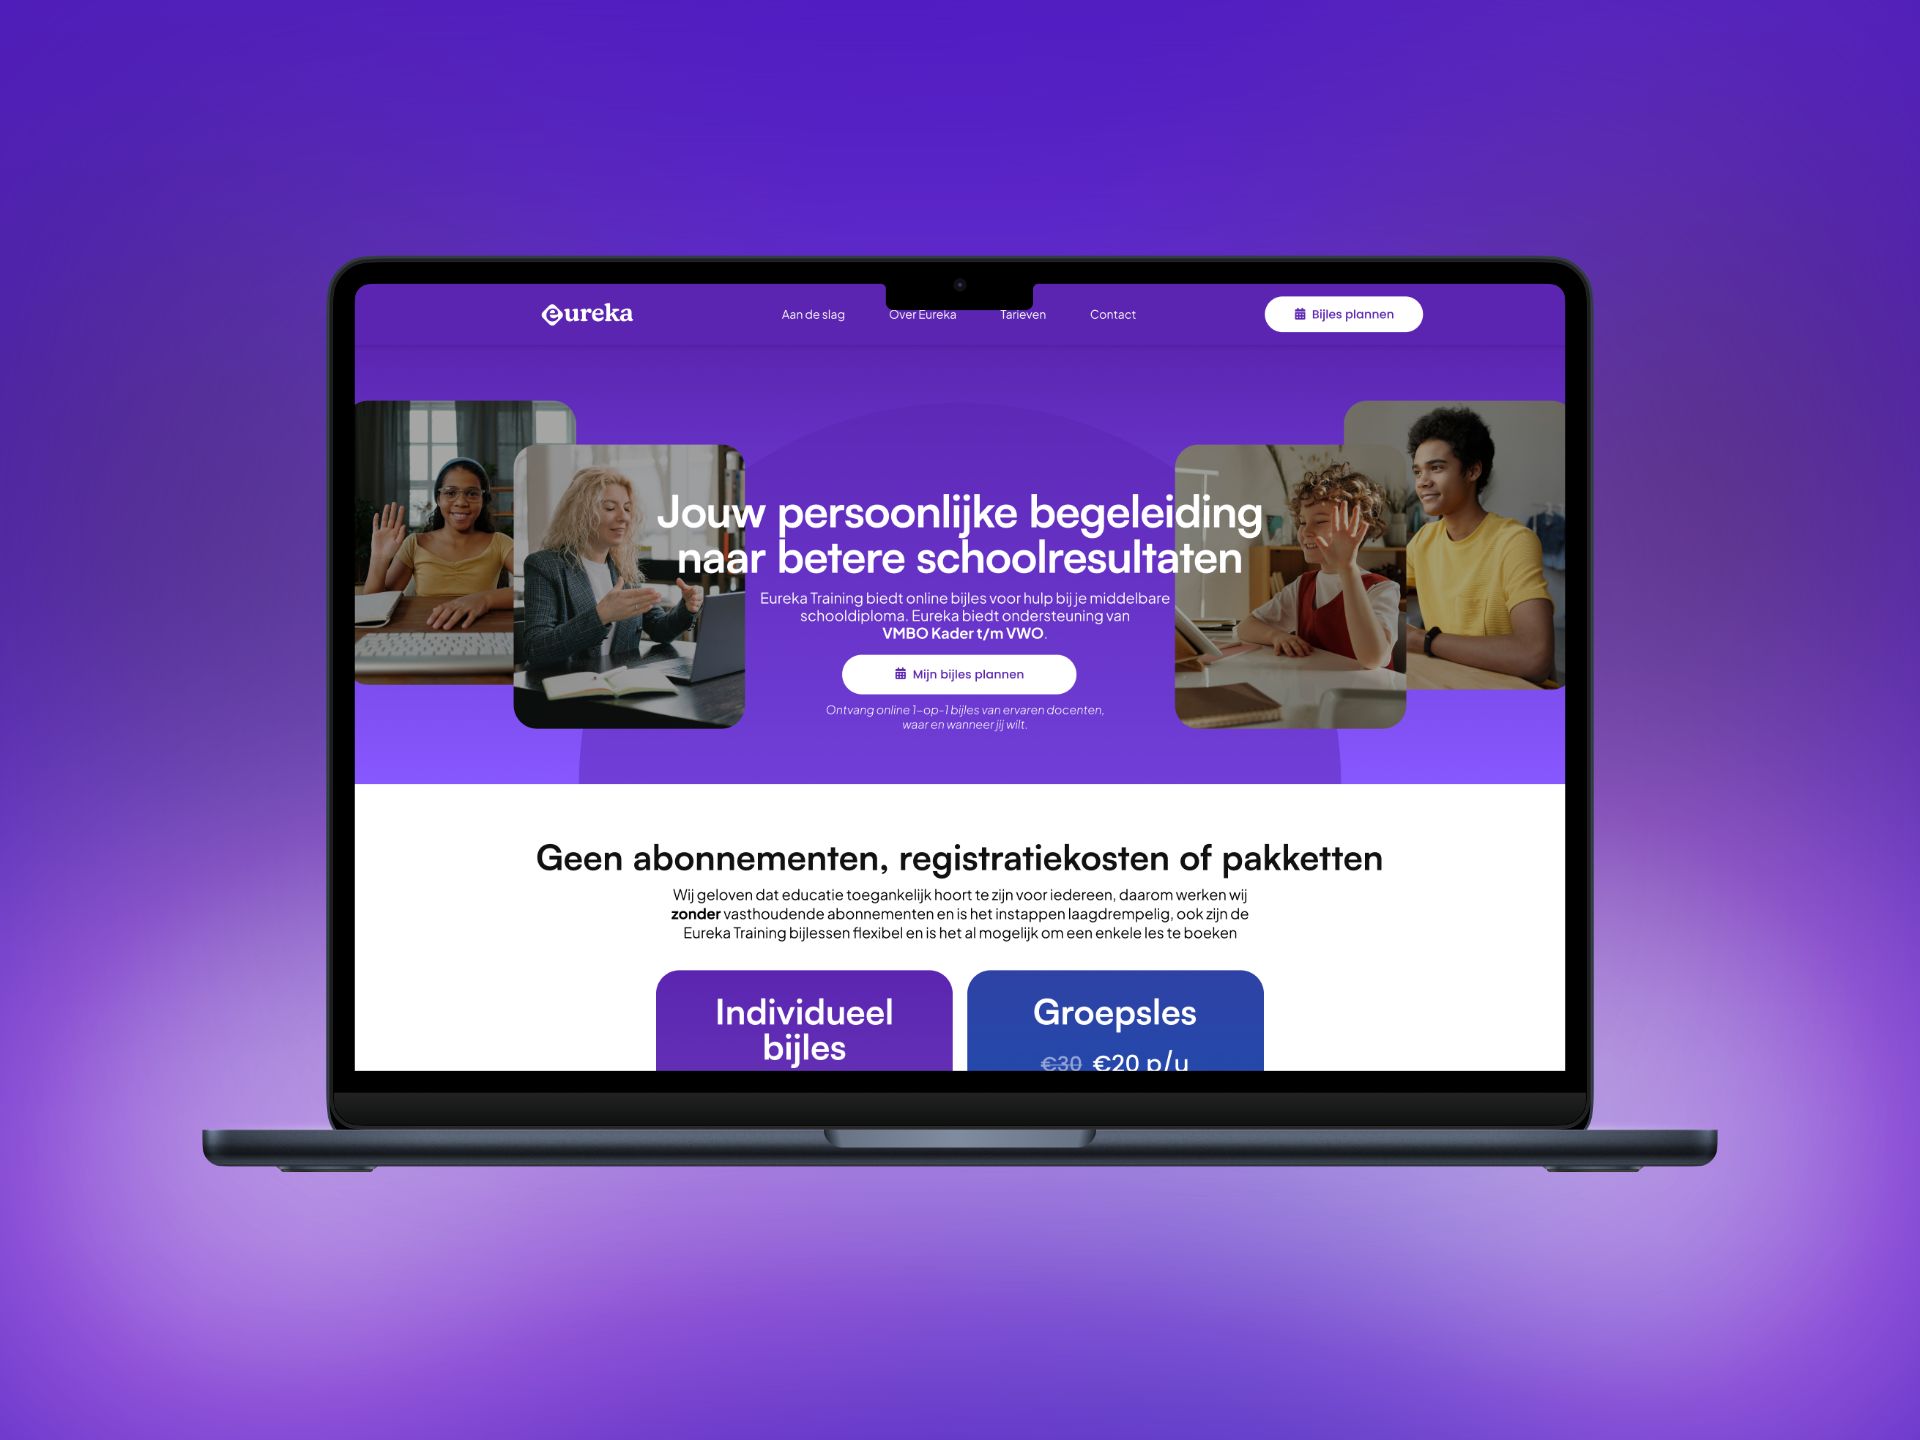 eureka
Aan de slag
Over Eureka
Tarieven
Contact
Bijles plannen
Jouw persoonlijke begeleiding
naar betere schoolresultaten
Eureka Training biedt online bijles voor hulp bij je middelbare
schooldiploma. Eureka biedt ondersteuning van
VMBO Kader t/m VWO.
Mijn bijles plannen
Ontvang online 1-op-1 bijles van ervaren docenten,
waar en wanneer jij wilt.
Geen abonnementen, registratiekosten of pakketten
Wij geloven dat educatie toegankelijk hoort te zijn voor iedereen, daarom werken wij
zonder vasthoudende abonnementen en is het instappen laagdrempelig, ook zijn de
Eureka Training bijlessen flexibel en is het al mogelijk om een enkele les te boeken
Individueel
bijles
Groepsles
€30 €20 p/u